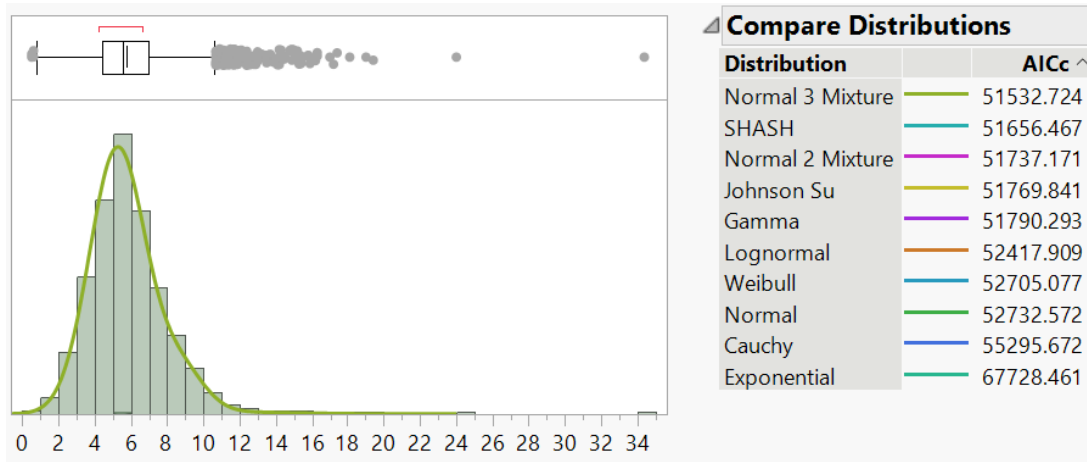 Compare Distributions
Distribution AICc
Normal 3 Mixture 51532.724
SHASH 51656.467
Normal 2 Mixture 51737.171
Johnson Su 51769.841
Gamma 51790.293
Lognormal 52417.909
Weibull 52705.077
Normal 52732.572
Cauchy 55295.672
Exponential 67728.461
0 2 4 6 8 10 12 14 16 18 20 22 24 26 28 30 32 34